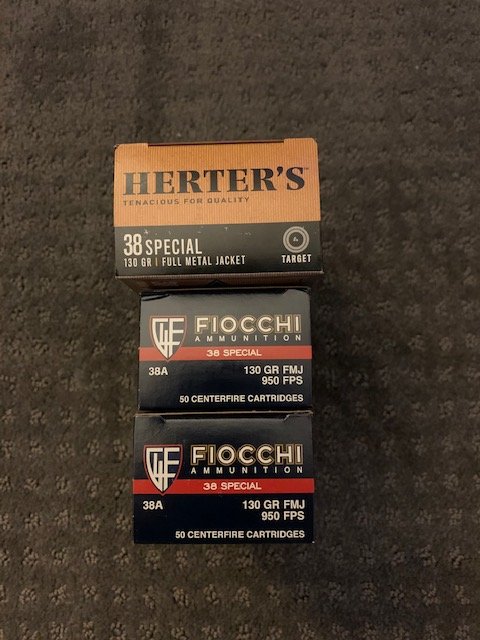 HERTER'S
TENACIOUS FOR QUALITY
38 SPECIAL
130 GR | FULL METAL JACKET
TARGET
FIOCCHI
AMMUNITION
38 SPECIAL
38A
130 GR FMJ
950 FPS
50 CENTERFIRE CARTRIDGES
FIOCCHI
AMMUNITION
38 SPECIAL
38A
130 GR FMJ
950 FPS
50 CENTERFIRE CARTRIDGES